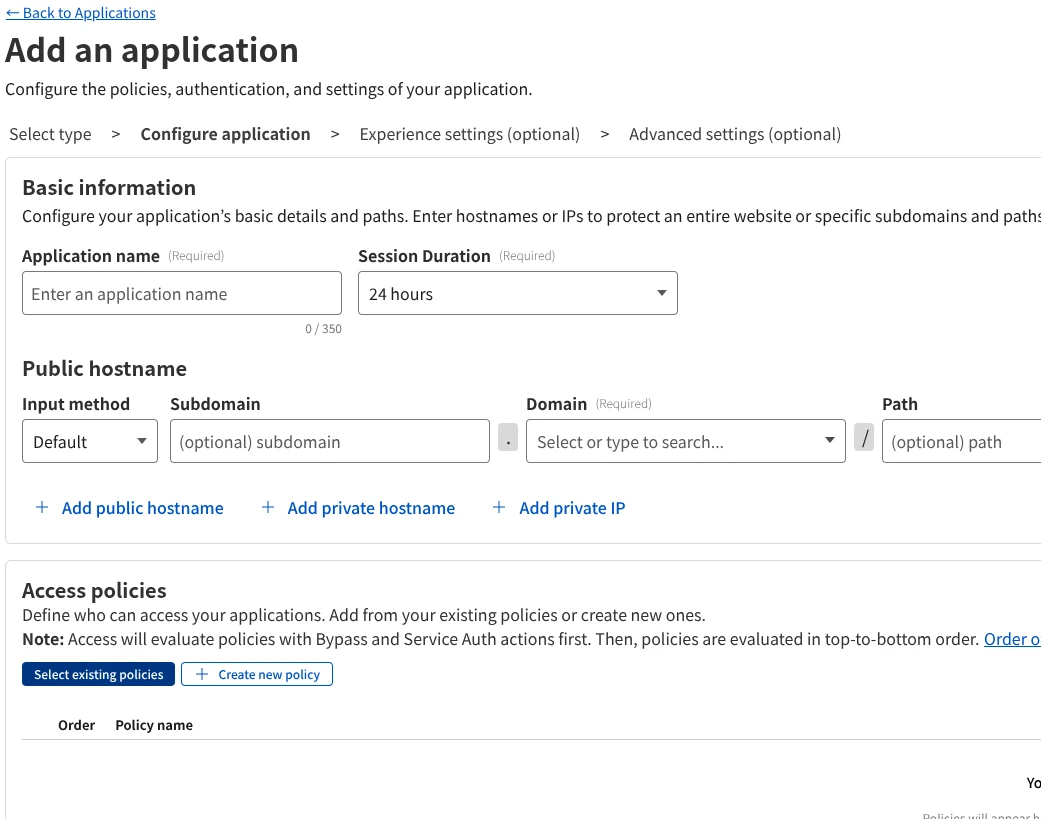 ← Back to Applications
Add an application
Configure the policies, authentication, and settings of your application.
Select type > Configure application > Experience settings (optional) > Advanced settings (optional)
Basic information
Configure your application's basic details and paths. Enter hostnames or IPs to protect an entire website or specific subdomains and paths
Application name (Required) Session Duration (Required)
Enter an application name 24 hours
0 / 350
Public hostname
Input method Subdomain Domain (Required) Path
Default (optional) subdomain . Select or type to search... / (optional) path
+ Add public hostname + Add private hostname + Add private IP
Access policies
Define who can access your applications. Add from your existing policies or create new ones.
Note: Access will evaluate policies with Bypass and Service Auth actions first. Then, policies are evaluated in top-to-bottom order. Order o
Select existing policies + Create new policy
Order Policy name
Yo
Policies will appear h